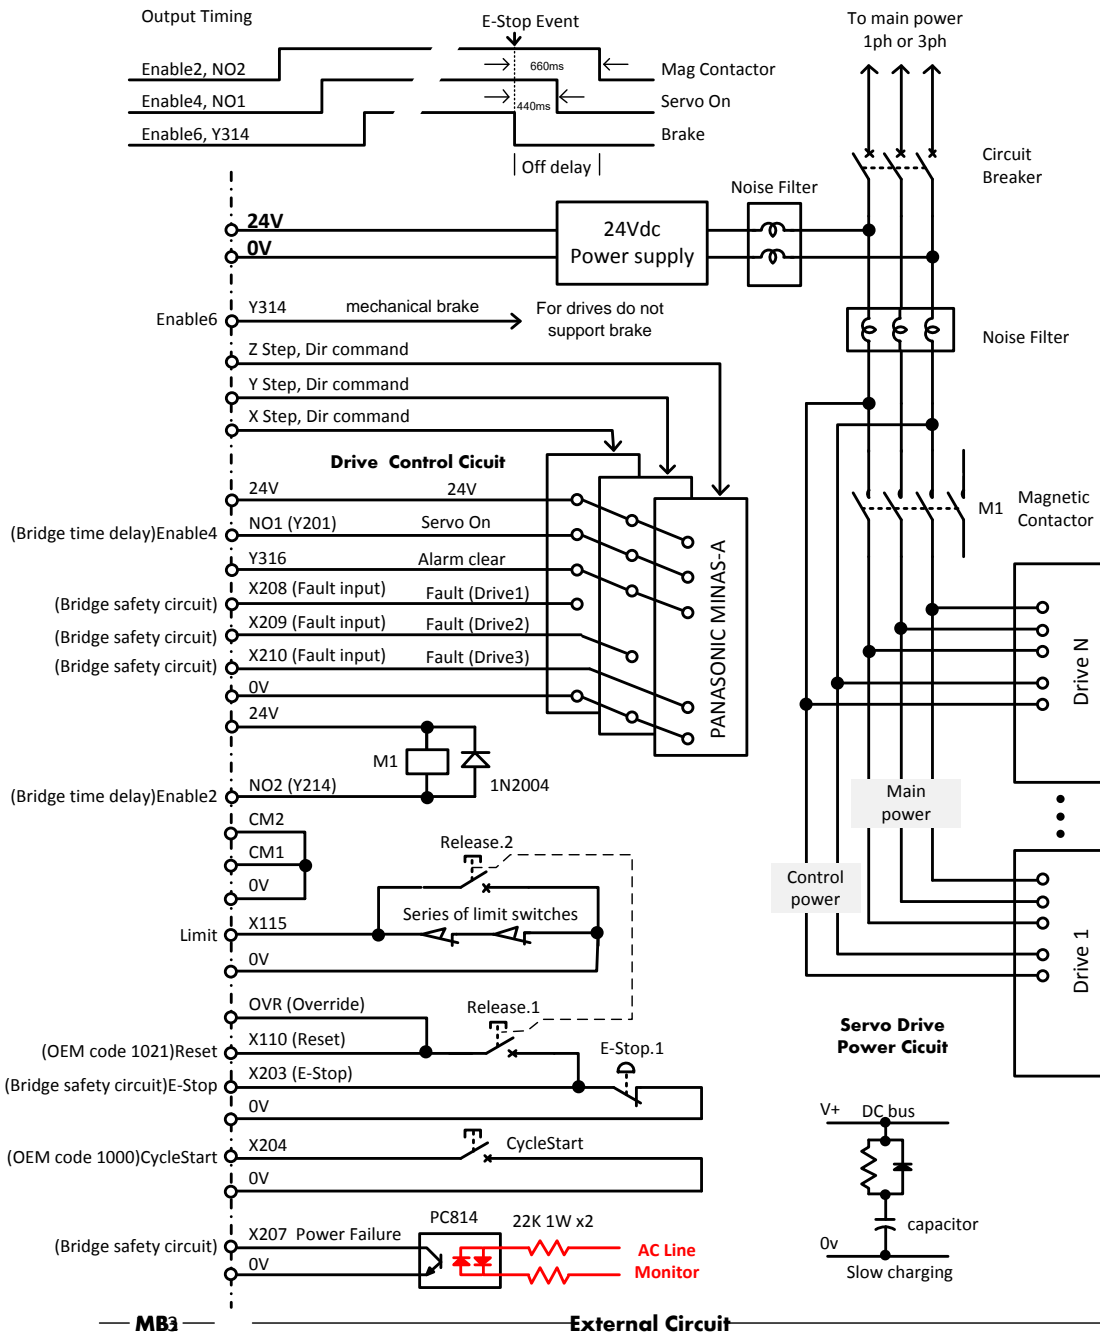 Output Timing
E-Stop Event
To main power
1ph or 3ph
Enable2, NO2
660ms
Mag Contactor
Enable4, NO1
440ms
Servo On
Enable6, Y314
Brake
Off delay
Circuit
Breaker
Noise Filter
24V
0V
24Vdc
Power supply
Enable6
Y314
mechanical brake
For drives do not
support brake
Noise Filter
Z Step, Dir command
Y Step, Dir command
X Step, Dir command
Drive Control Cicuit
24V
24V
(Bridge time delay)Enable4
NO1 (Y201)
Servo On
Y316
Alarm clear
(Bridge safety circuit)
X208 (Fault input)
Fault (Drive1)
(Bridge safety circuit)
X209 (Fault input)
Fault (Drive2)
(Bridge safety circuit)
X210 (Fault input)
Fault (Drive3)
0V
PANASONIC MINAS-A
M1
Magnetic
Contactor
Drive N
24V
M1
1N2004
(Bridge time delay)Enable2
NO2 (Y214)
Main
power
CM2
CM1
0V
Release.2
Series of limit switches
Limit
X115
0V
Control
power
Drive 1
OVR (Override)
Release.1
(OEM code 1021)Reset
X110 (Reset)
E-Stop.1
(Bridge safety circuit)E-Stop
X203 (E-Stop)
0V
Servo Drive
Power Cicuit
(OEM code 1000)CycleStart
X204
CycleStart
0V
V+
DC bus
capacitor
0v
Slow charging
(Bridge safety circuit)
X207 Power Failure
0V
PC814
22K 1W x2
AC Line
Monitor
External Circuit